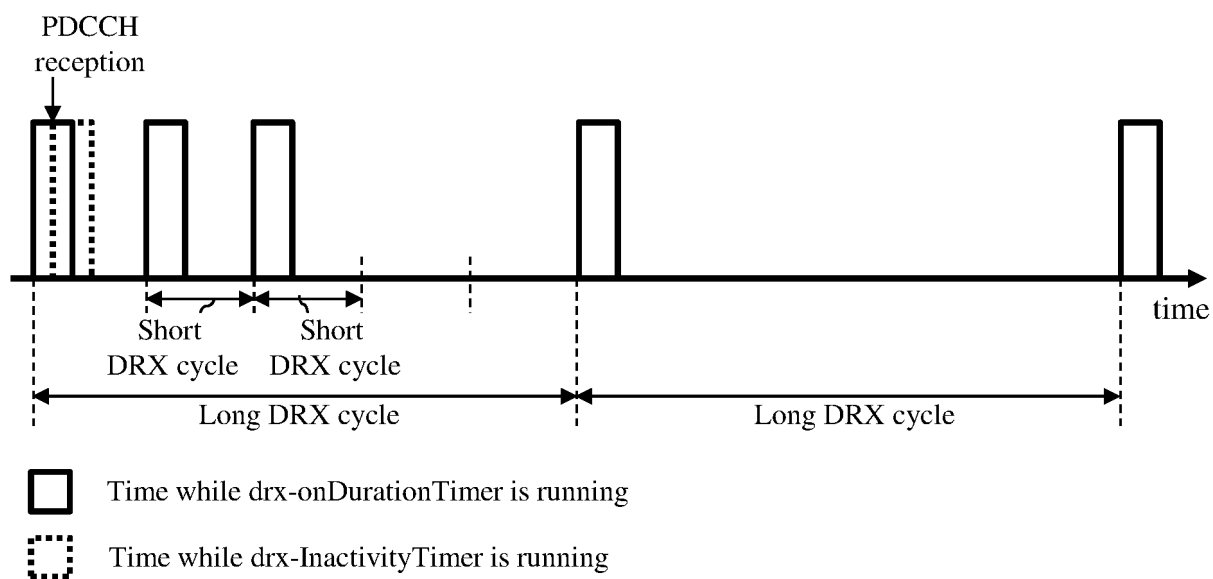 PDCCH
reception
time
Short
DRX cycle
Short
DRX cycle
Long DRX cycle
Long DRX cycle
Time while drx-onDurationTimer is running
Time while drx-InactivityTimer is running